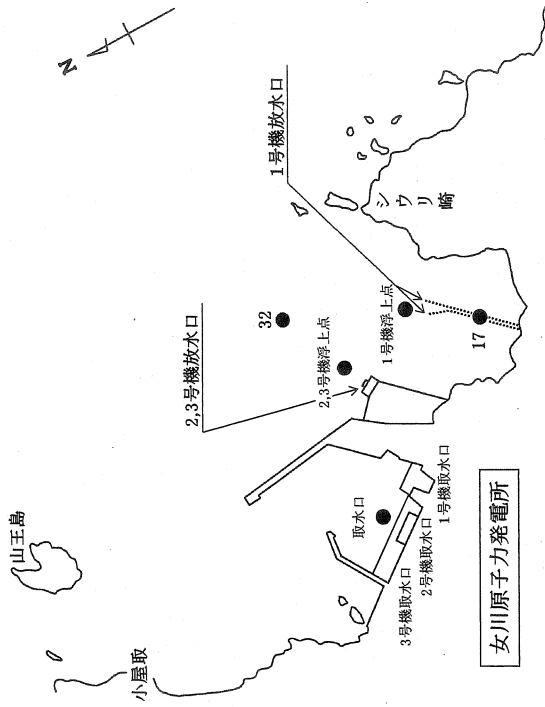 N
1号機放水口
シウリ崎
2,3号機放水口
32
2,3号機浮上点
1号機浮上点
17
取水口
1号機取水口
2号機取水口
3号機取水口
山王島
小屋取
女川原子力発電所